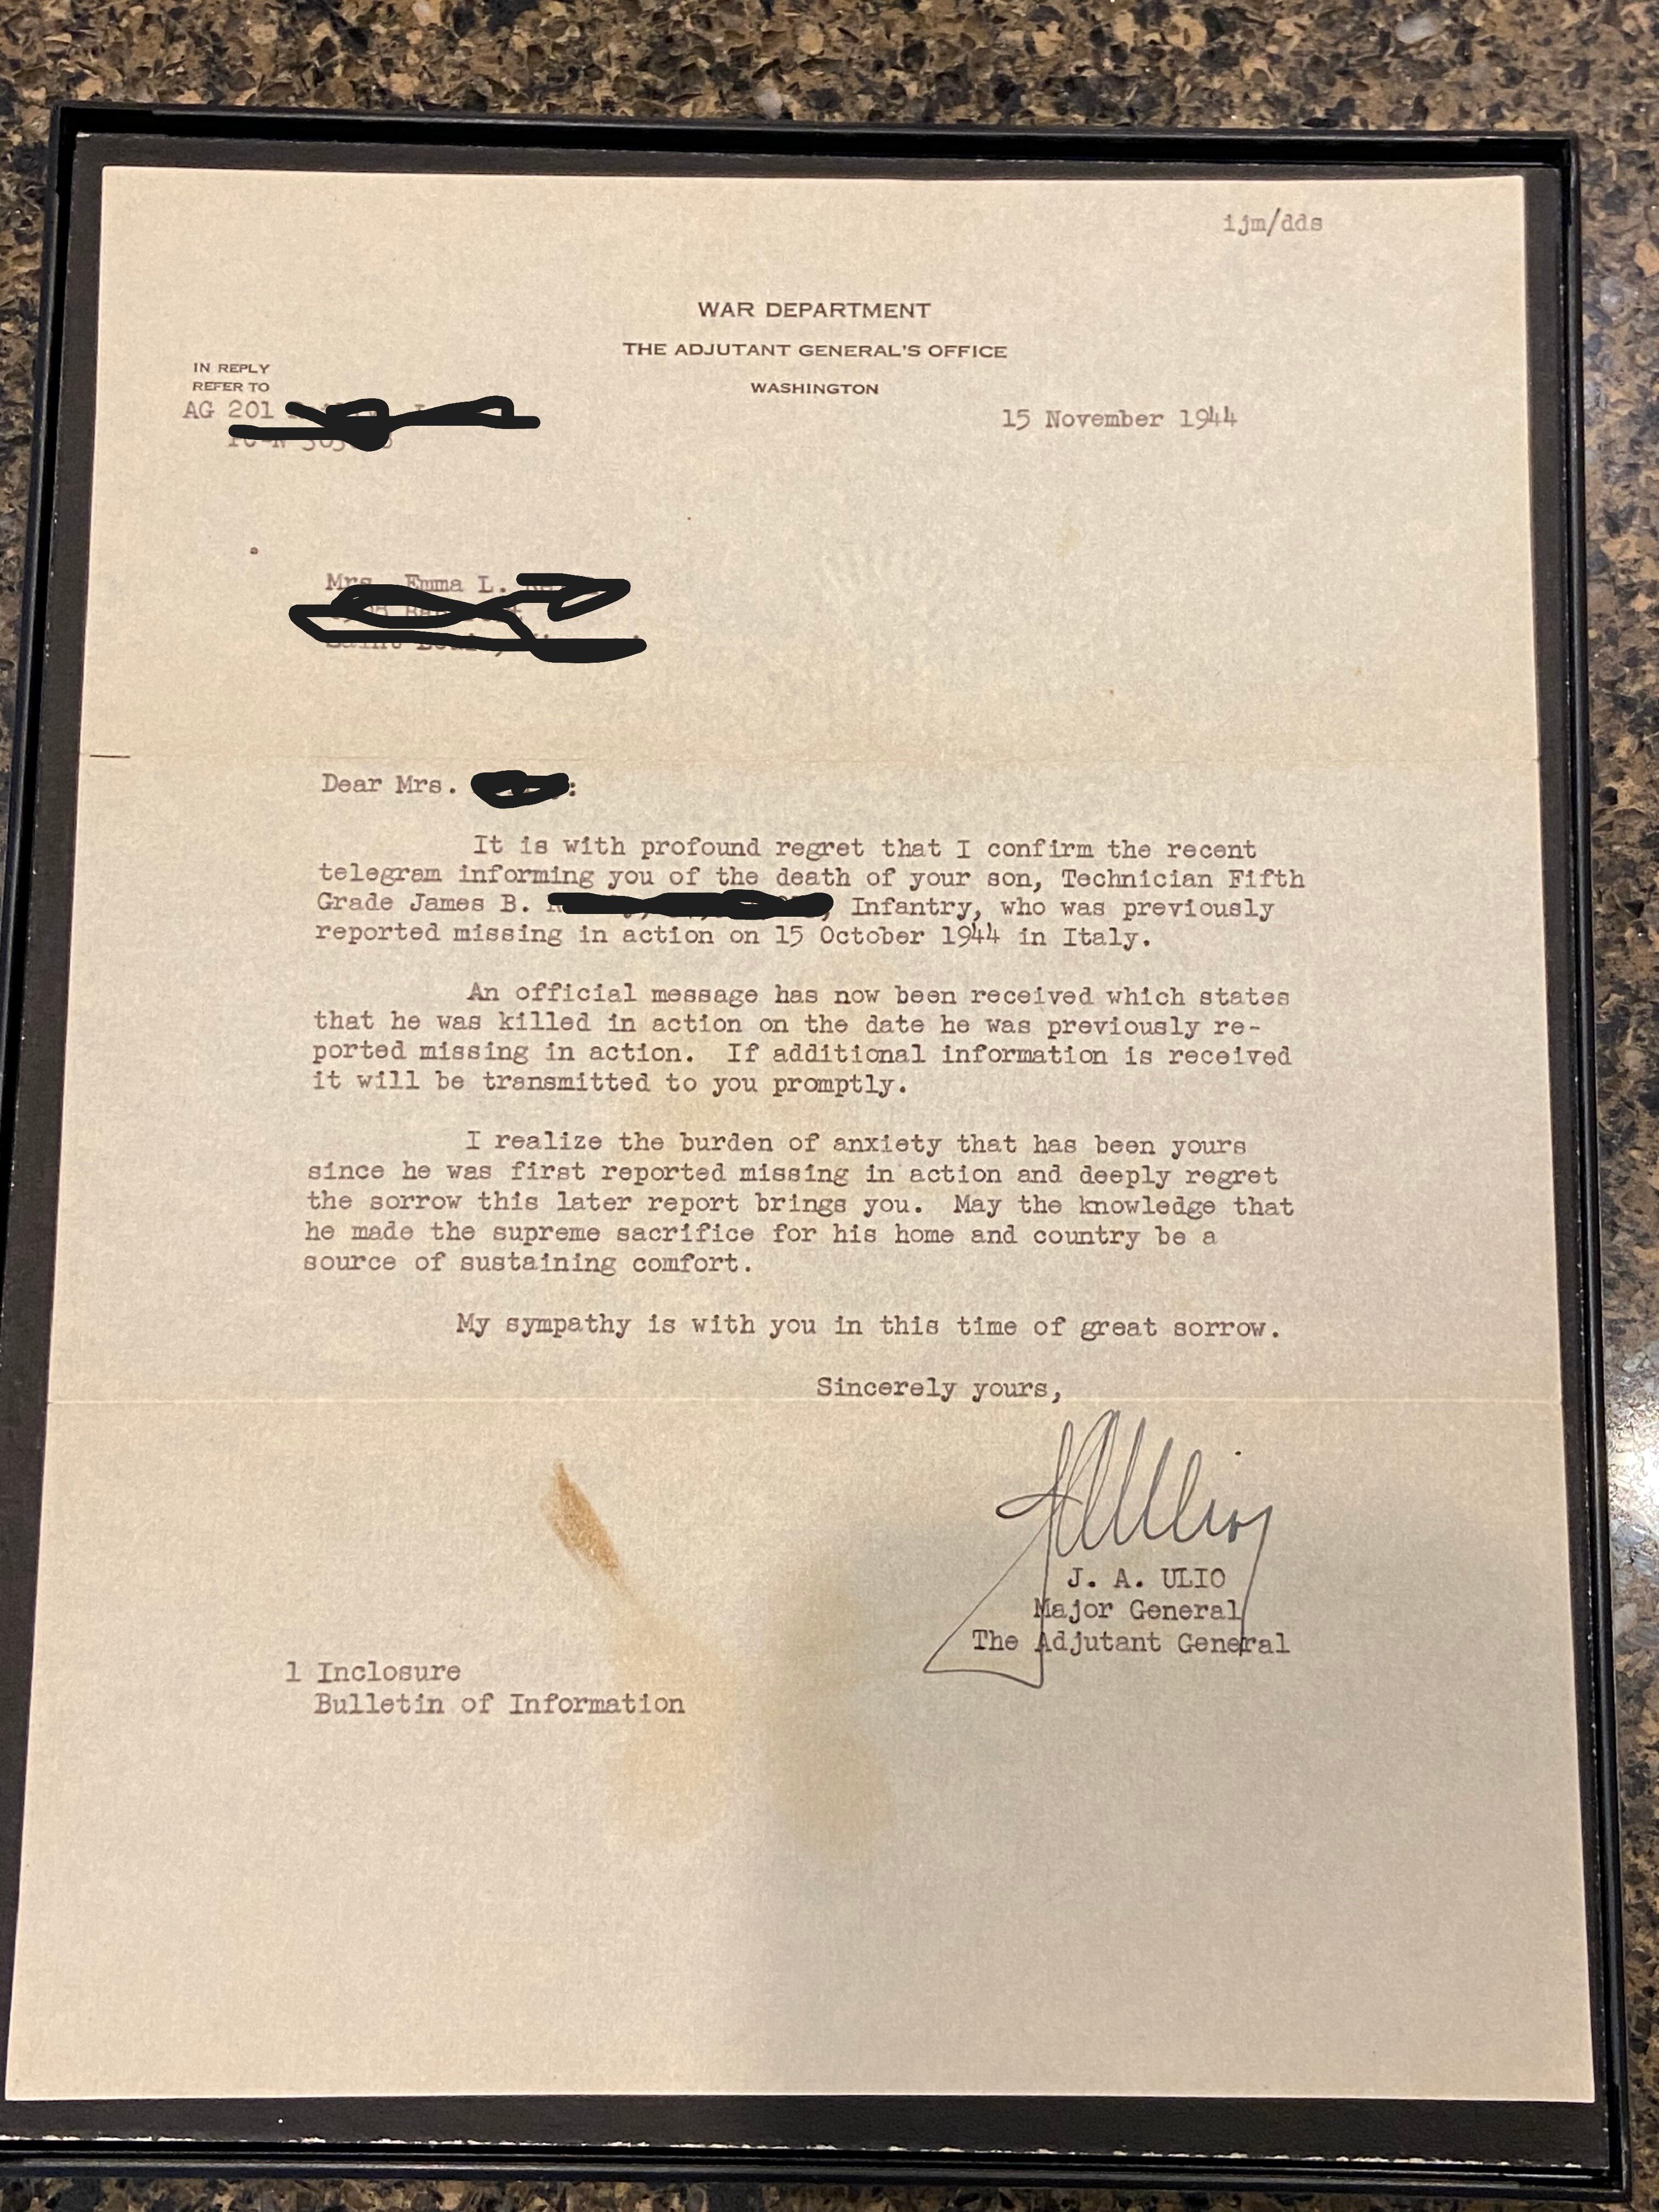 ijm/dds
WAR DEPARTMENT
THE ADJUTANT GENERAL'S OFFICE
WASHINGTON
IN REPLY
REFER TO
AG 201
15 November 1944
Mrs. Emma L.
Dear Mrs. :
It is with profound regret that I confirm the recent
telegram informing you of the death of your son, Technician Fifth
Grade James B. , Infantry, who was previously
reported missing in action on 15 October 1944 in Italy.
An official message has now been received which states
that he was killed in action on the date he was previously re-
ported missing in action. If additional information is received
it will be transmitted to you promptly.
I realize the burden of anxiety that has been yours
since he was first reported missing in action and deeply regret
the sorrow this later report brings you. May the knowledge that
he made the supreme sacrifice for his home and country be a
source of sustaining comfort.
My sympathy is with you in this time of great sorrow.
Sincerely yours,
J. A. ULIO
Major General
The Adjutant General
1 Inclosure
Bulletin of Information